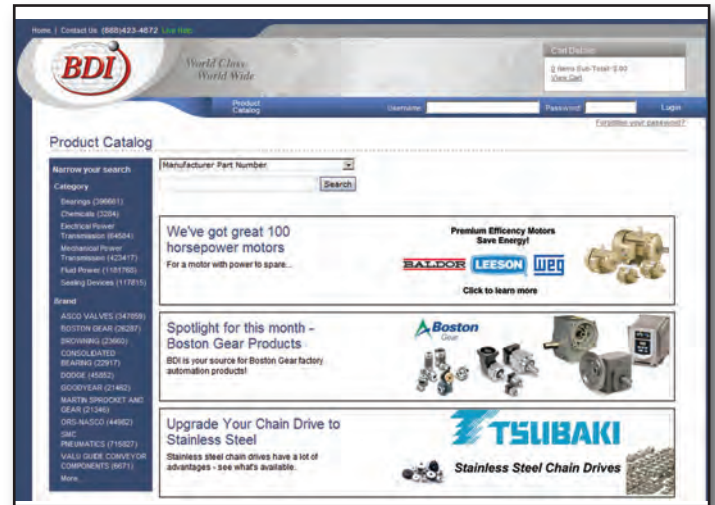 Home | Contact Us (888)423-4872 Live Help
BDI
World Class
World Wide
Cart Details
0 Items Sub-Total: 0.00
View Cart
Product
Catalog
Username
Password
Login
Forgotten your password?
Product Catalog
Narrow your search
Category
Bearings (396661)
Chemicals (3284)
Electrical Power
Transmission (64584)
Mechanical Power
Transmission (423417)
Fluid Power (1181765)
Sealing Devices (117815)
Brand
ASCO VALVES (347059)
BOSTON GEAR (26287)
BROWNING (23660)
CONSOLIDATED
BEARING (22917)
DODGE (45852)
GOODYEAR (21462)
MARTIN SPROCKET AND
GEAR (21346)
ORS-NASCO (44982)
SMC
PNEUMATICS (715827)
VALU GUIDE CONVEYOR
COMPONENTS (6671)
More...
Manufacturer Part Number
Search
We've got great 100
horsepower motors
For a motor with power to spare...
Premium Efficency Motors
Save Energy!
BALDOR
LEESON
WEG
Click to learn more
Spotlight for this month -
Boston Gear Products
BDI is your source for Boston Gear factory
automation products!
Boston
Gear
Upgrade Your Chain Drive to
Stainless Steel
Stainless steel chain drives have a lot of
advantages - see what's available.
TSUBAKI
Stainless Steel Chain Drives